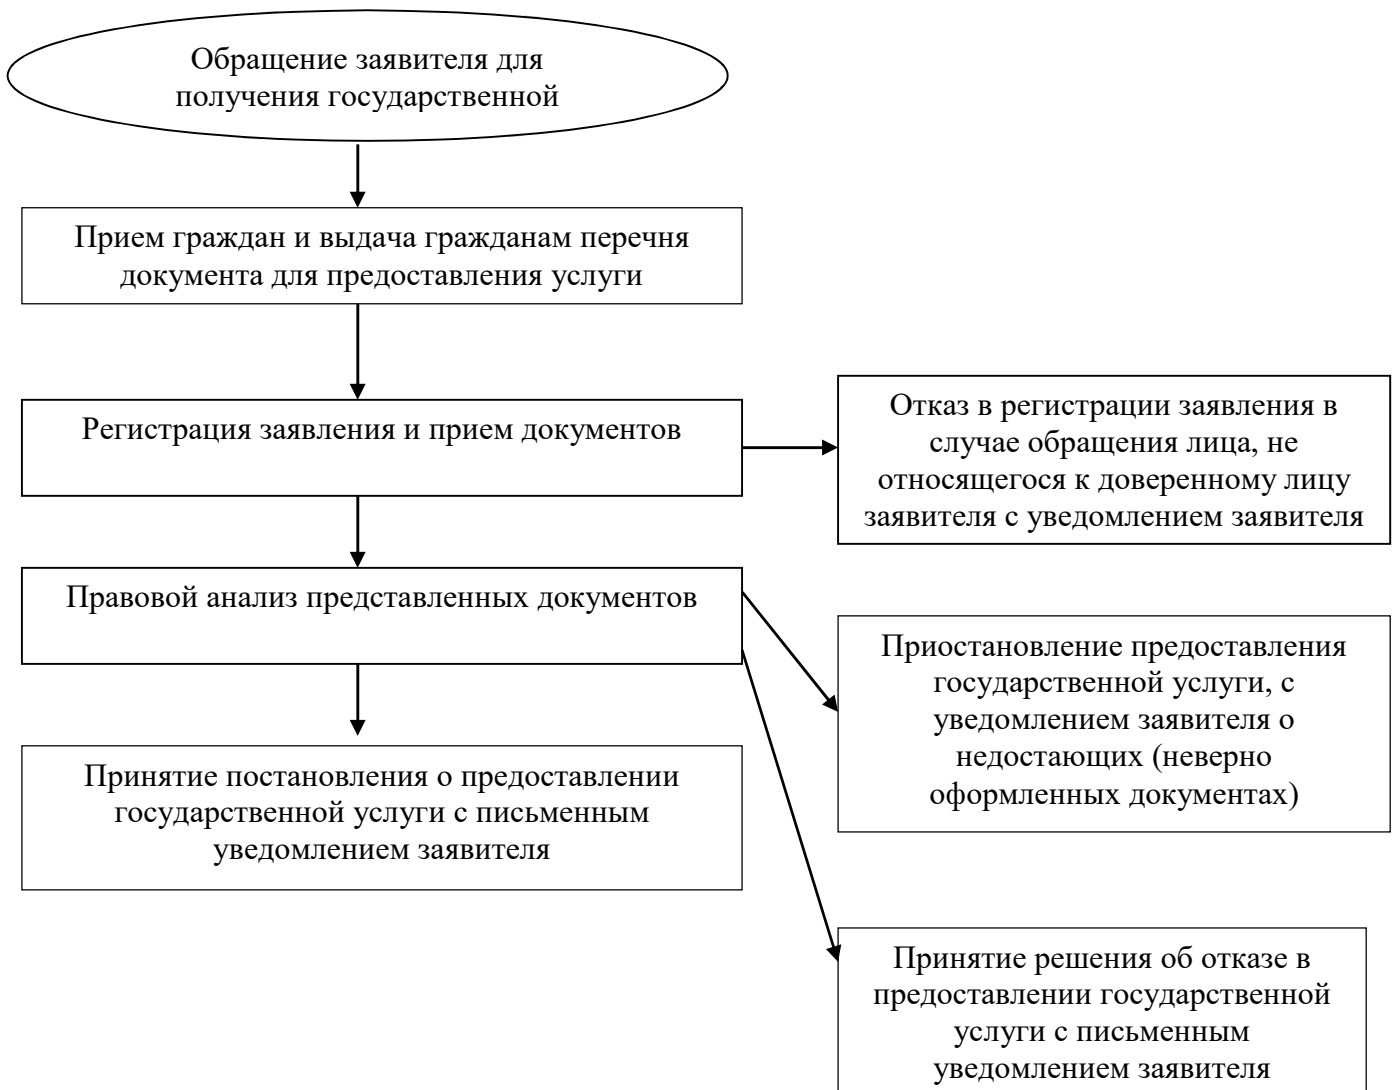 Обращение заявителя для
получения государственной
Прием граждан и выдача гражданам перечня
документа для предоставления услуги
Регистрация заявления и прием документов
Отказ в регистрации заявления в
случае обращения лица, не
относящегося к доверенному лицу
заявителя с уведомлением заявителя
Правовой анализ представленных документов
Приостановление предоставления
государственной услуги, с
уведомлением заявителя о
недостающих (неверно
оформленных документах)
Принятие постановления о предоставлении
государственной услуги с письменным
уведомлением заявителя
Принятие решения об отказе в
предоставлении государственной
услуги с письменным
уведомлением заявителя